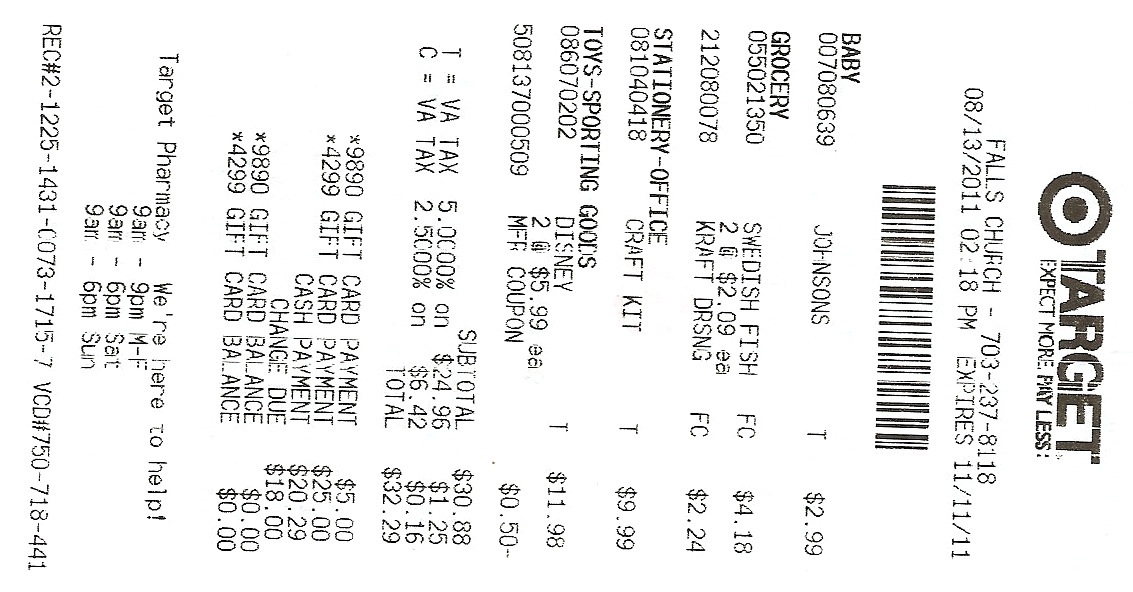 TARGET
EXPECT MORE. PAY LESS.
FALLS CHURCH - 703-237-8118
08/13/2011 02:18 PM EXPIRES 11/11/11
BABY
007080639 JOHNSONS T $2.99
GROCERY
055021350 SWEDISH FISH FC $4.18
2 @ $2.09 ea
212080078 KRAFT DRSNG FC $2.24
STATIONERY-OFFICE
081040418 CRAFT KIT T $9.99
TOYS-SPORTING GOODS
086070202 DISNEY T $11.98
2 @ $5.99 ea
508137000509 MFR COUPON $0.50-
SUBTOTAL $30.88
T = VA TAX 5.0000% on $24.96 $1.25
C = VA TAX 2.5000% on $6.42 $0.16
TOTAL $32.29
*9890 GIFT CARD PAYMENT $5.00
*4299 GIFT CARD PAYMENT $25.00
CASH PAYMENT $20.29
CHANGE DUE $18.00
*9890 GIFT CARD BALANCE $0.00
*4299 GIFT CARD BALANCE $0.00
Target Pharmacy We're here to help!
9am - 9pm M-F
9am - 6pm Sat
9am - 6pm Sun
REC#2-1225-1431-0073-1715-7 VCD#750-718-441